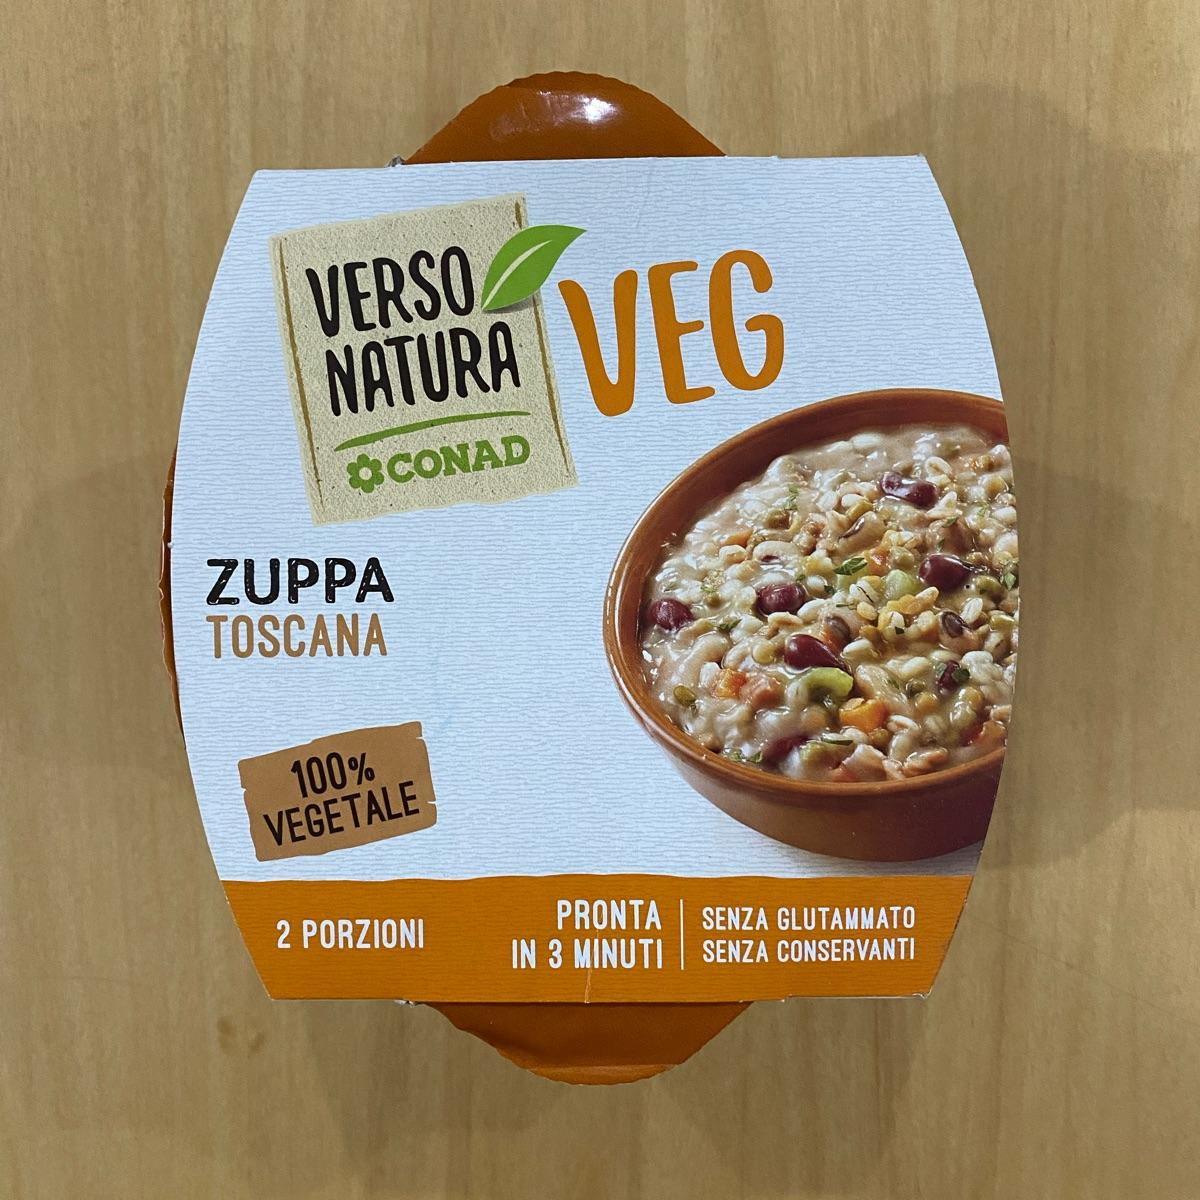 VERSO
NATURA
CONAD
VEG
ZUPPA
TOSCANA
100%
VEGETALE
2 PORZIONI
PRONTA
IN 3 MINUTI
SENZA GLUTAMMATO
SENZA CONSERVANTI